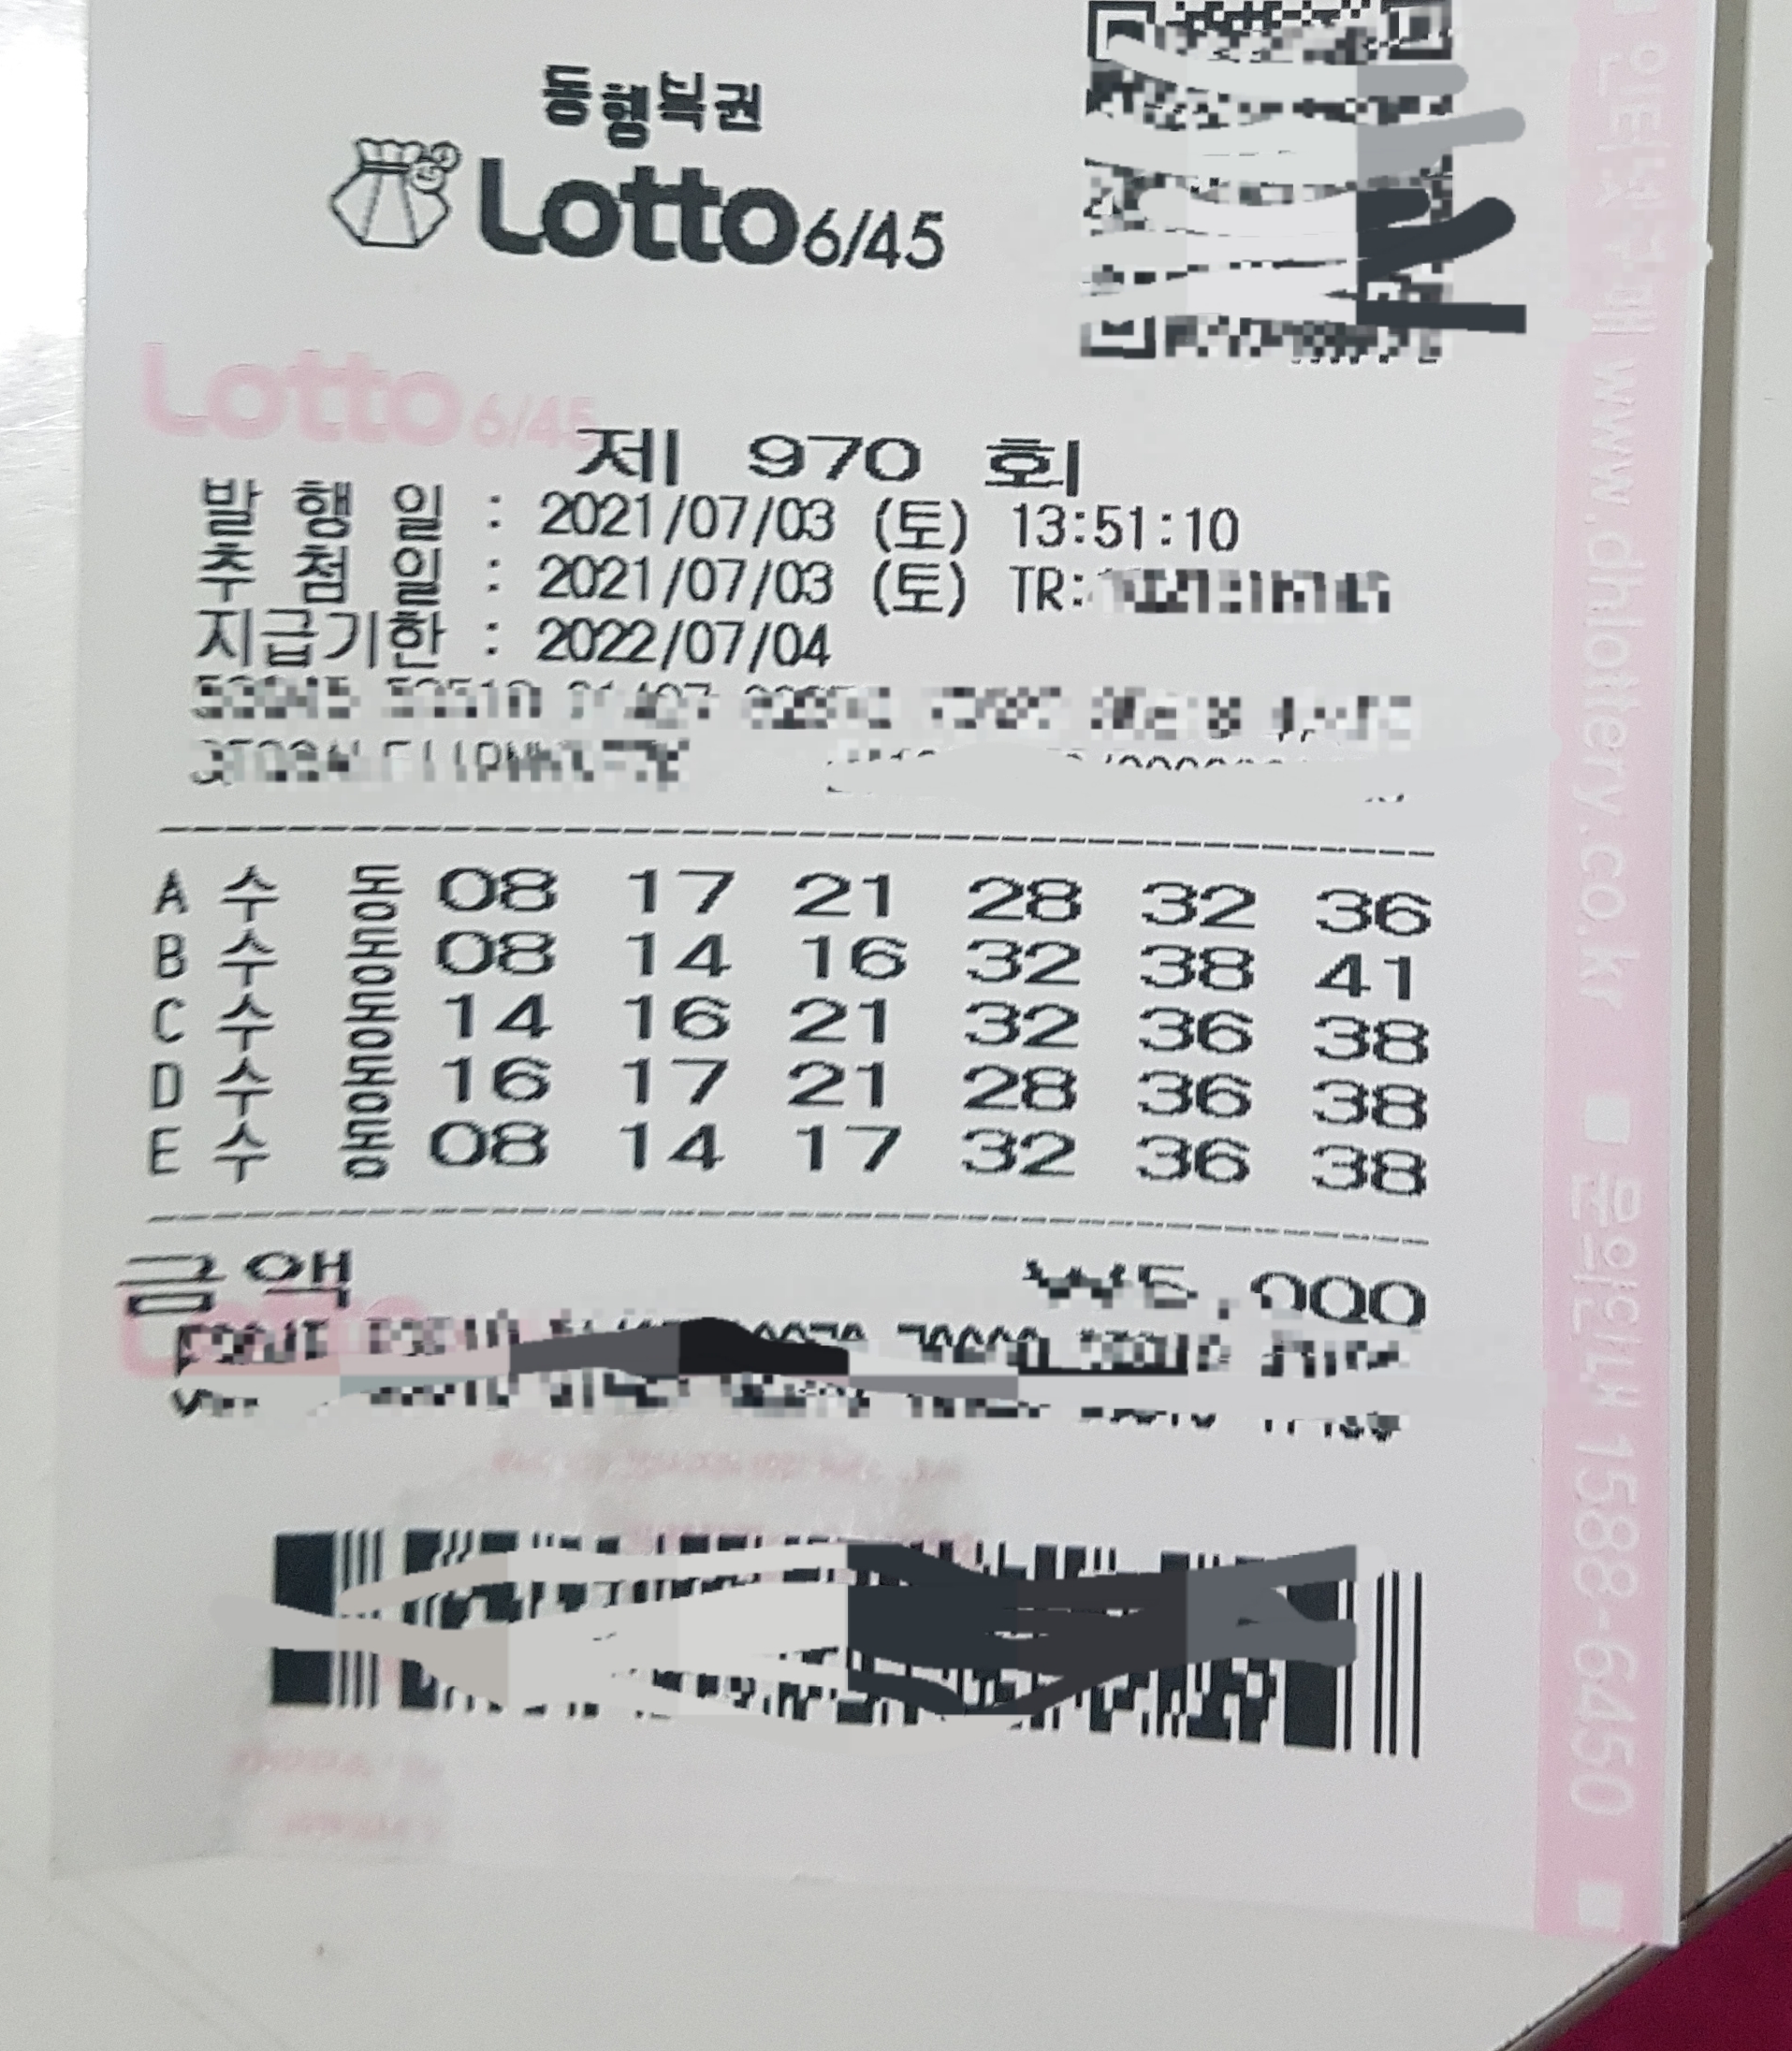 동행복권
Lotto 6/45
Lotto 6/45
제 970 회
발 행 일 : 2021/07/03 (토) 13:51:10
추 첨 일 : 2021/07/03 (토) TR:
지급기한 : 2022/07/04
A 수 동 08 17 21 28 32 36
B 수 동 08 14 16 32 38 41
C 수 동 14 16 21 32 36 38
D 수 동 16 17 21 28 36 38
E 수 동 08 14 17 32 36 38
금액 ₩5,000
인터넷구매 www.dhlottery.co.kr ■ 문의안내 1588-6450 ■